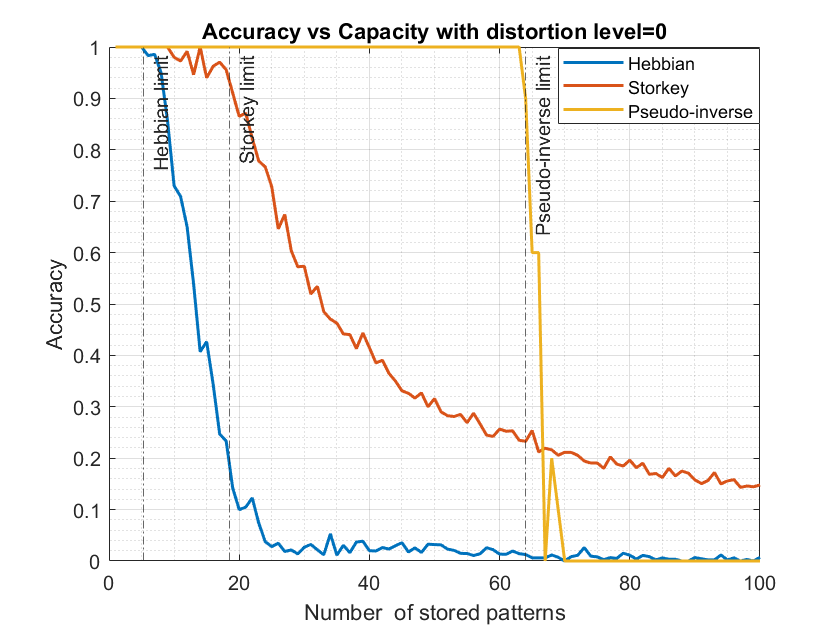 Accuracy vs Capacity with distortion level=0
Hebbian
Storkey
Pseudo-inverse
Hebbian limit
Storkey limit
Pseudo-inverse limit
Accuracy
1
0.9
0.8
0.7
0.6
0.5
0.4
0.3
0.2
0.1
0
0 20 40 60 80 100
Number of stored patterns